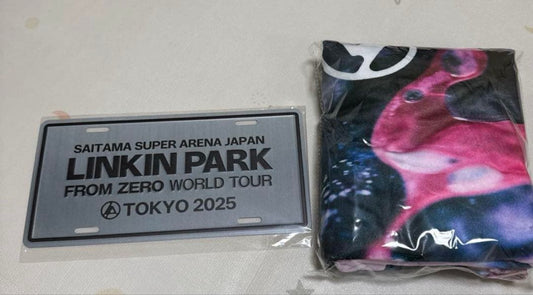 SAITAMA SUPER ARENA JAPAN
LINKIN PARK
FROM ZERO WORLD TOUR
TOKYO 2025